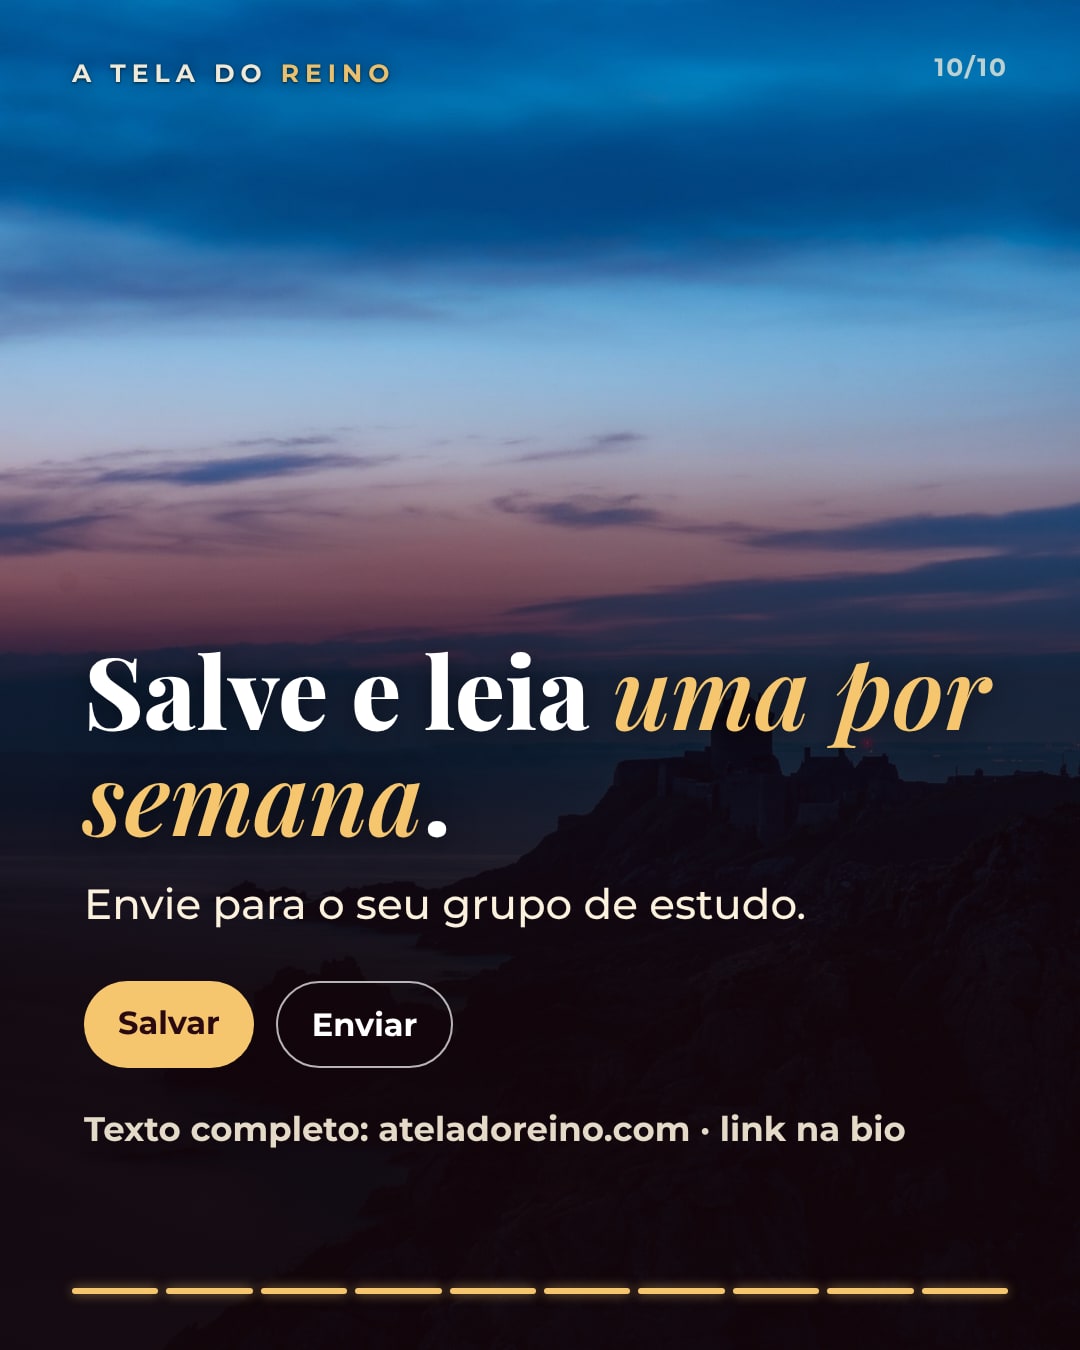 A TELA DO REINO
10/10
Salve e leia uma por
semana.
Envie para o seu grupo de estudo.
Salvar
Enviar
Texto completo: ateladoreino.com · link na bio